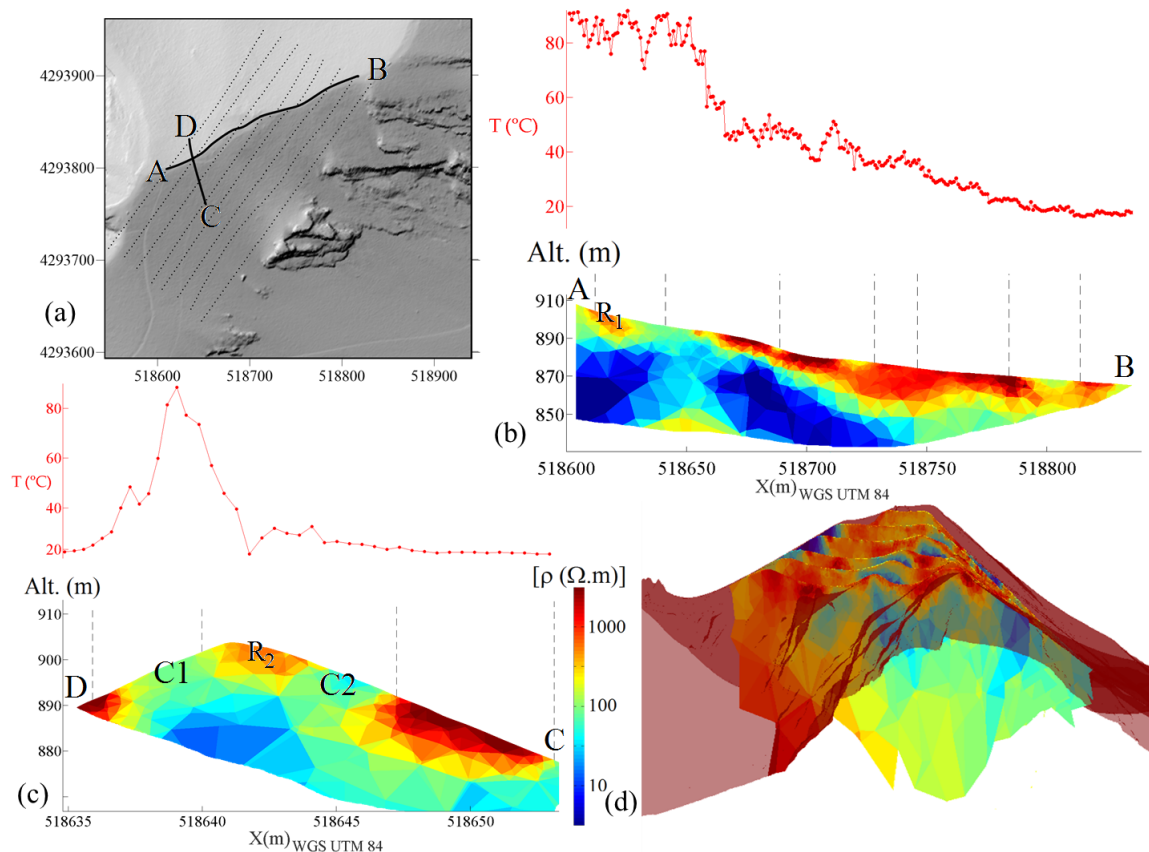 4293900
4293800
4293700
4293600
B
D
A
C
(a)
518600
518700
518800
518900
80
60
T (ºC)
40
20
Alt. (m)
A
910
R1
890
870
B
850
(b)
518600
518650
518700
518750
518800
X(m)WGS UTM 84
80
60
T (ºC)
40
20
Alt. (m)
[ρ (Ω.m)]
910
1000
R2
900
C1
C2
D
890
100
C
880
10
(c)
(d)
518635
518640
518645
518650
X(m)WGS UTM 84